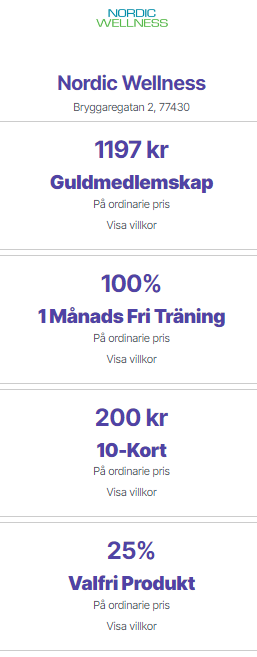 NORDIC
WELLNESS
Nordic Wellness
Bryggaregatan 2, 77430
1197 kr
Guldmedlemskap
På ordinarie pris
Visa villkor
100%
1 Månads Fri Träning
På ordinarie pris
Visa villkor
200 kr
10-Kort
På ordinarie pris
Visa villkor
25%
Valfri Produkt
På ordinarie pris
Visa villkor